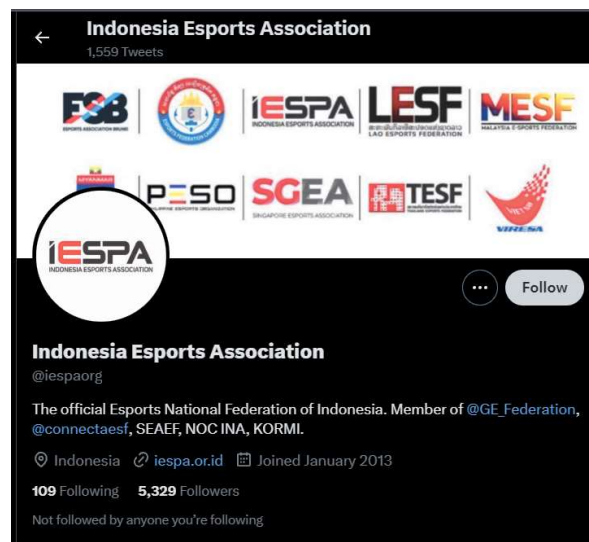 Indonesia Esports Association
1,559 Tweets
ESB IESPA LESF MESF
ESPORTS ASSOCIATION BRUNEI
INDONESIA ESPORTS ASSOCIATION
LAO ESPORTS FEDERATION
MALAYSIA E-SPORTS FEDERATION
PESO SGEA TESF
SINGAPORE ESPORTS ASSOCIATION
THAILAND ESPORTS FEDERATION
VIRESA
IESPA
INDONESIA ESPORTS ASSOCIATION
Follow
Indonesia Esports Association
@iespaorg
The official Esports National Federation of Indonesia. Member of @GE_Federation,
@connectaesf, SEAEF, NOC INA, KORMI.
Indonesia iespa.or.id Joined January 2013
109 Following 5,329 Followers
Not followed by anyone you’re following